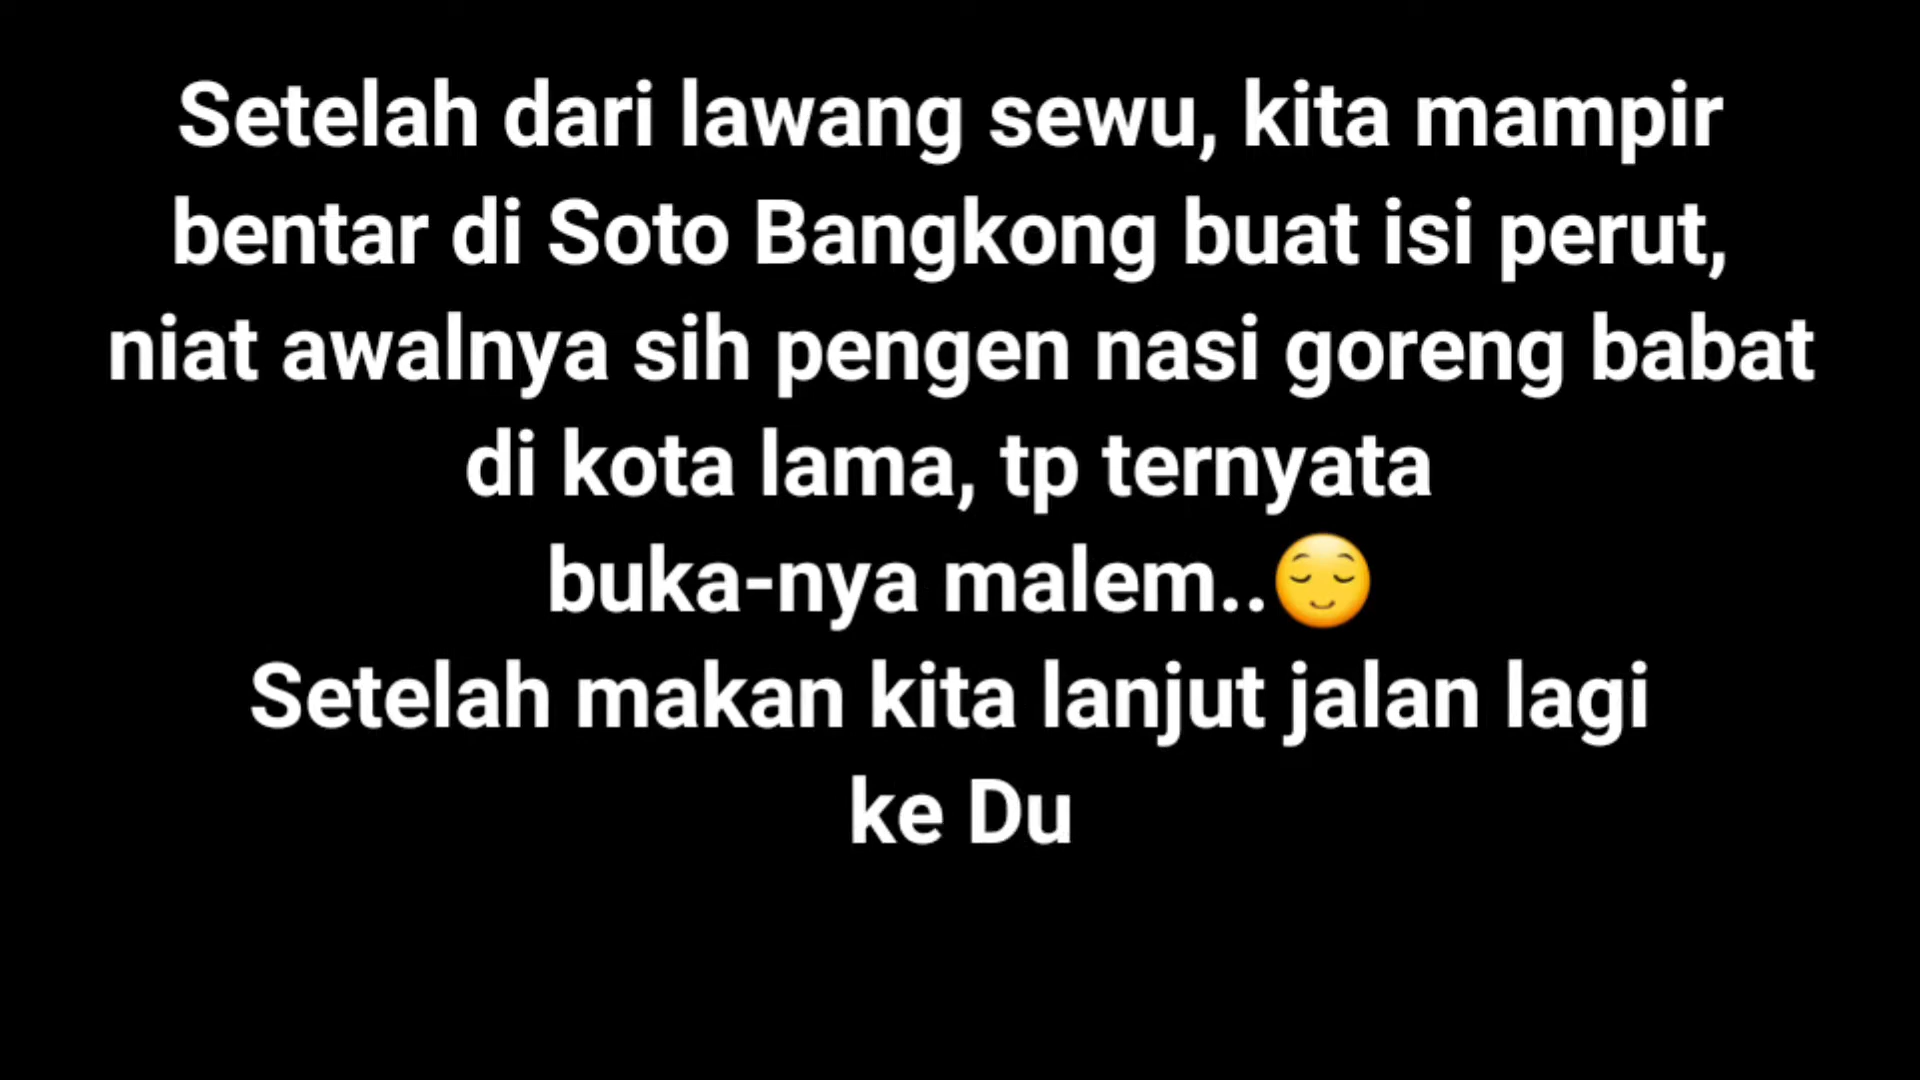 Setelah dari lawang sewu, kita mampir
bentar di Soto Bangkong buat isi perut,
niat awalnya sih pengen nasi goreng babat
di kota lama, tp ternyata
buka-nya malem..😌
Setelah makan kita lanjut jalan lagi
ke Du